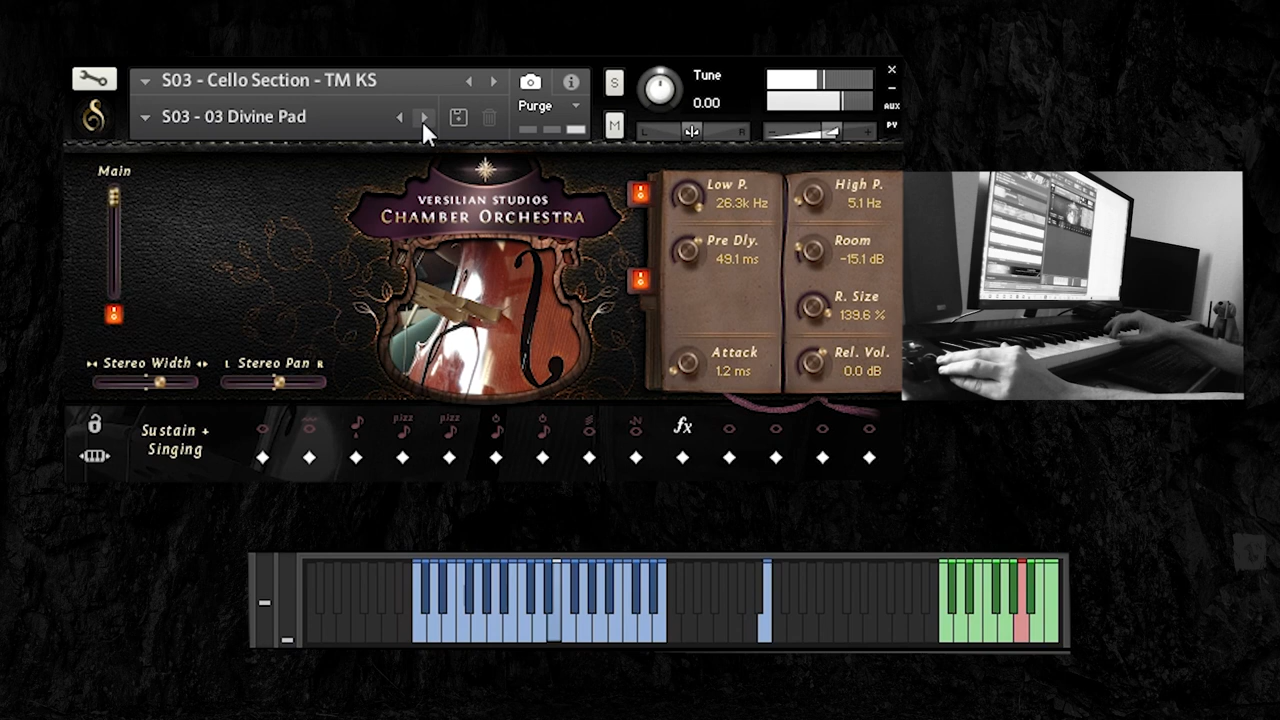 S03 - Cello Section - TM KS
S03 - 03 Divine Pad
Purge
S
M
Tune
0.00
L R
AUX
PV
Main
VERSILIAN STUDIOS
CHAMBER ORCHESTRA
Low P.
26.3k Hz
High P.
5.1 Hz
Pre Dly.
49.1 ms
Room
-15.1 dB
R. Size
139.6 %
Attack
1.2 ms
Rel. Vol.
0.0 dB
Stereo Width
L Stereo Pan R
Sustain +
Singing
pizz pizz
fx